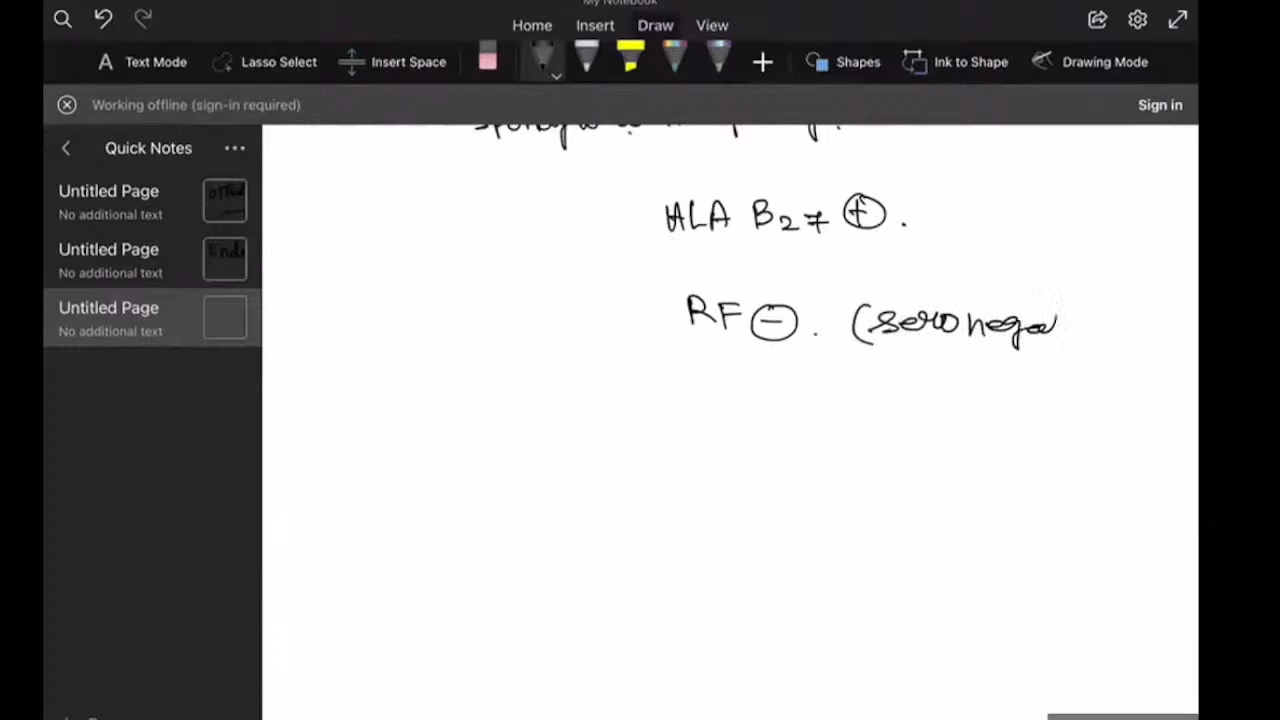 My Notebook
Home Insert Draw View
Text Mode Lasso Select Insert Space Shapes Ink to Shape Drawing Mode
Working offline (sign-in required) Sign in
Quick Notes
Untitled Page
No additional text
Untitled Page
No additional text
Untitled Page
No additional text
HLA B27 (+).
RF (-). (seronega